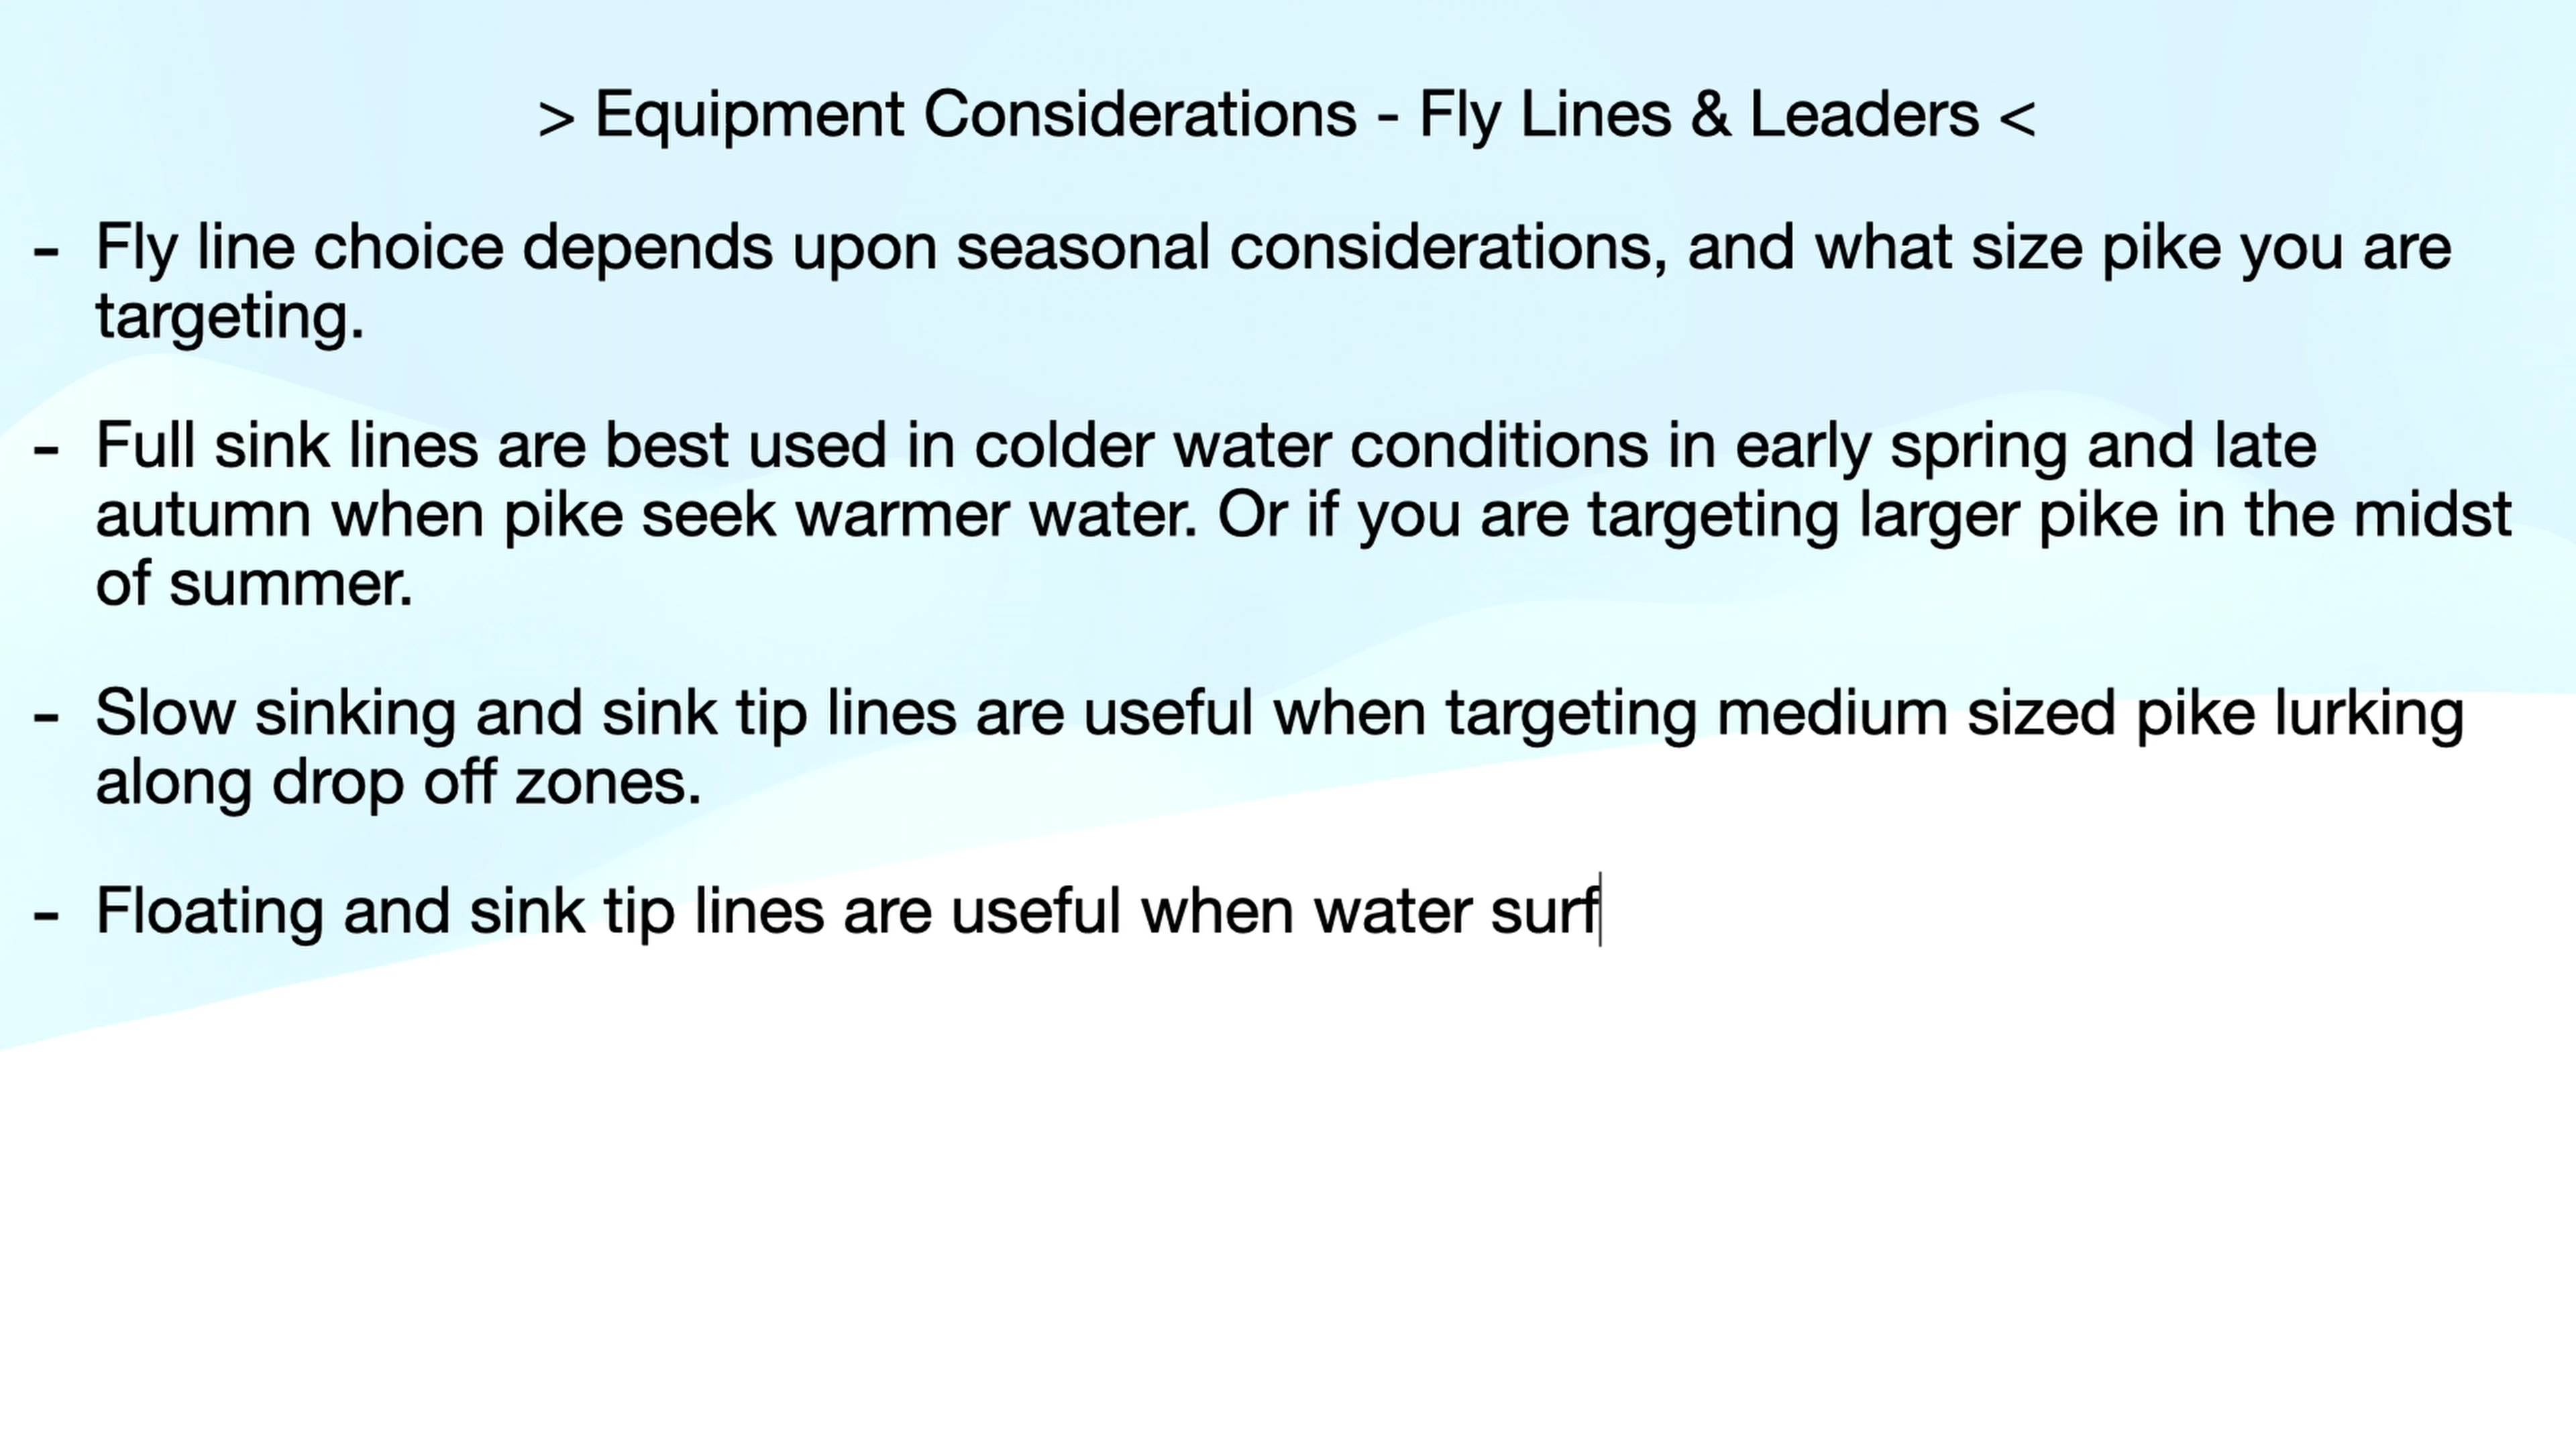 > Equipment Considerations - Fly Lines & Leaders <
- Fly line choice depends upon seasonal considerations, and what size pike you are
targeting.
- Full sink lines are best used in colder water conditions in early spring and late
autumn when pike seek warmer water. Or if you are targeting larger pike in the midst
of summer.
- Slow sinking and sink tip lines are useful when targeting medium sized pike lurking
along drop off zones.
- Floating and sink tip lines are useful when water surf